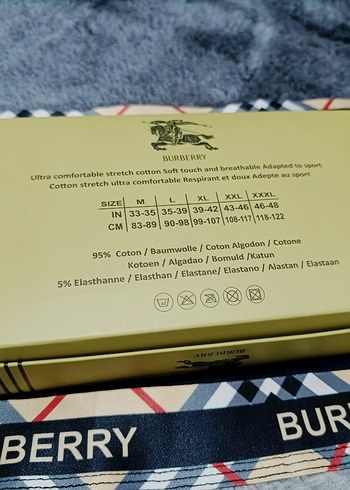 BURBERRY
Ultra comfortable stretch cotton Soft touch and breathable Adapted to sport
Cotton stretch ultra comfortable Respirant et doux Adepte au sport
SIZE M L XL XXL XXXL
IN 33-35 35-39 39-42 43-46 46-48
CM 83-89 90-98 99-107 108-117 118-122
95% Coton / Baumwolle / Coton Algodon / Cotone
Kotoen / Algadao / Bomuld /Katun
5% Elasthanne / Elasthan / Elastane/ Elastano / Alastan / Elastaan
BURBERRY
BERRY
BUR